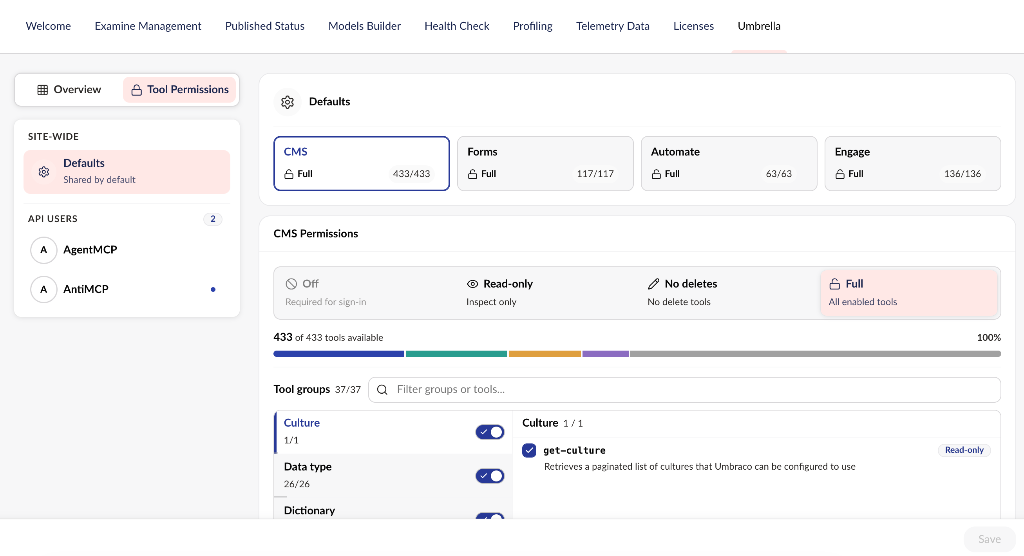 Welcome Examine Management Published Status Models Builder Health Check Profiling Telemetry Data Licenses Umbrella
Overview Tool Permissions
SITE-WIDE
Defaults
Shared by default
API USERS 2
A AgentMCP
A AntiMCP
Defaults
CMS
Full 433/433
Forms
Full 117/117
Automate
Full 63/63
Engage
Full 136/136
CMS Permissions
Off
Required for sign-in
Read-only
Inspect only
No deletes
No delete tools
Full
All enabled tools
433 of 433 tools available 100%
Tool groups 37/37 Filter groups or tools...
Culture
1/1
Data type
26/26
Dictionary
Culture 1 / 1
get-culture Read-only
Retrieves a paginated list of cultures that Umbraco can be configured to use
Save